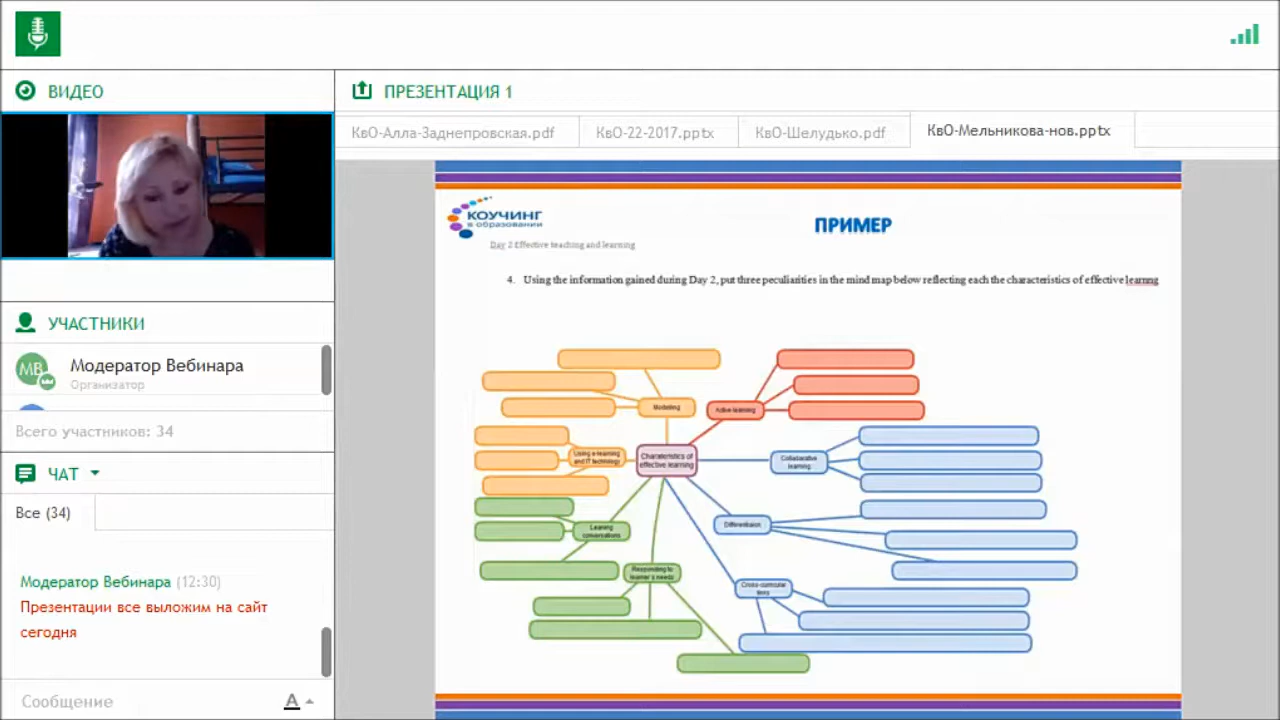 ВИДЕО
ПРЕЗЕНТАЦИЯ 1
КвО-Алла-Заднепровская.pdf
КвО-22-2017.pptx
КвО-Шелудько.pdf
КвО-Мельникова-нов.pptx
КОУЧИНГ
в образовании
ПРИМЕР
Day 2 Effective teaching and learning
4. Using the information gained during Day 2, put three peculiarities in the mind map below reflecting each the characteristics of effective learnng
УЧАСТНИКИ
МВ
Модератор Вебинара
Организатор
Всего участников: 34
ЧАТ
Все (34)
Модератор Вебинара (12:30)
Презентации все выложим на сайт
сегодня
Сообщение
A
Modelling
Active learning
Using e-learning
and IT technology
Characteristics of
effective learning
Collaborative
learning
Learning
conversations
Differentiation
Responding to
learner's needs
Cross-curricular
links